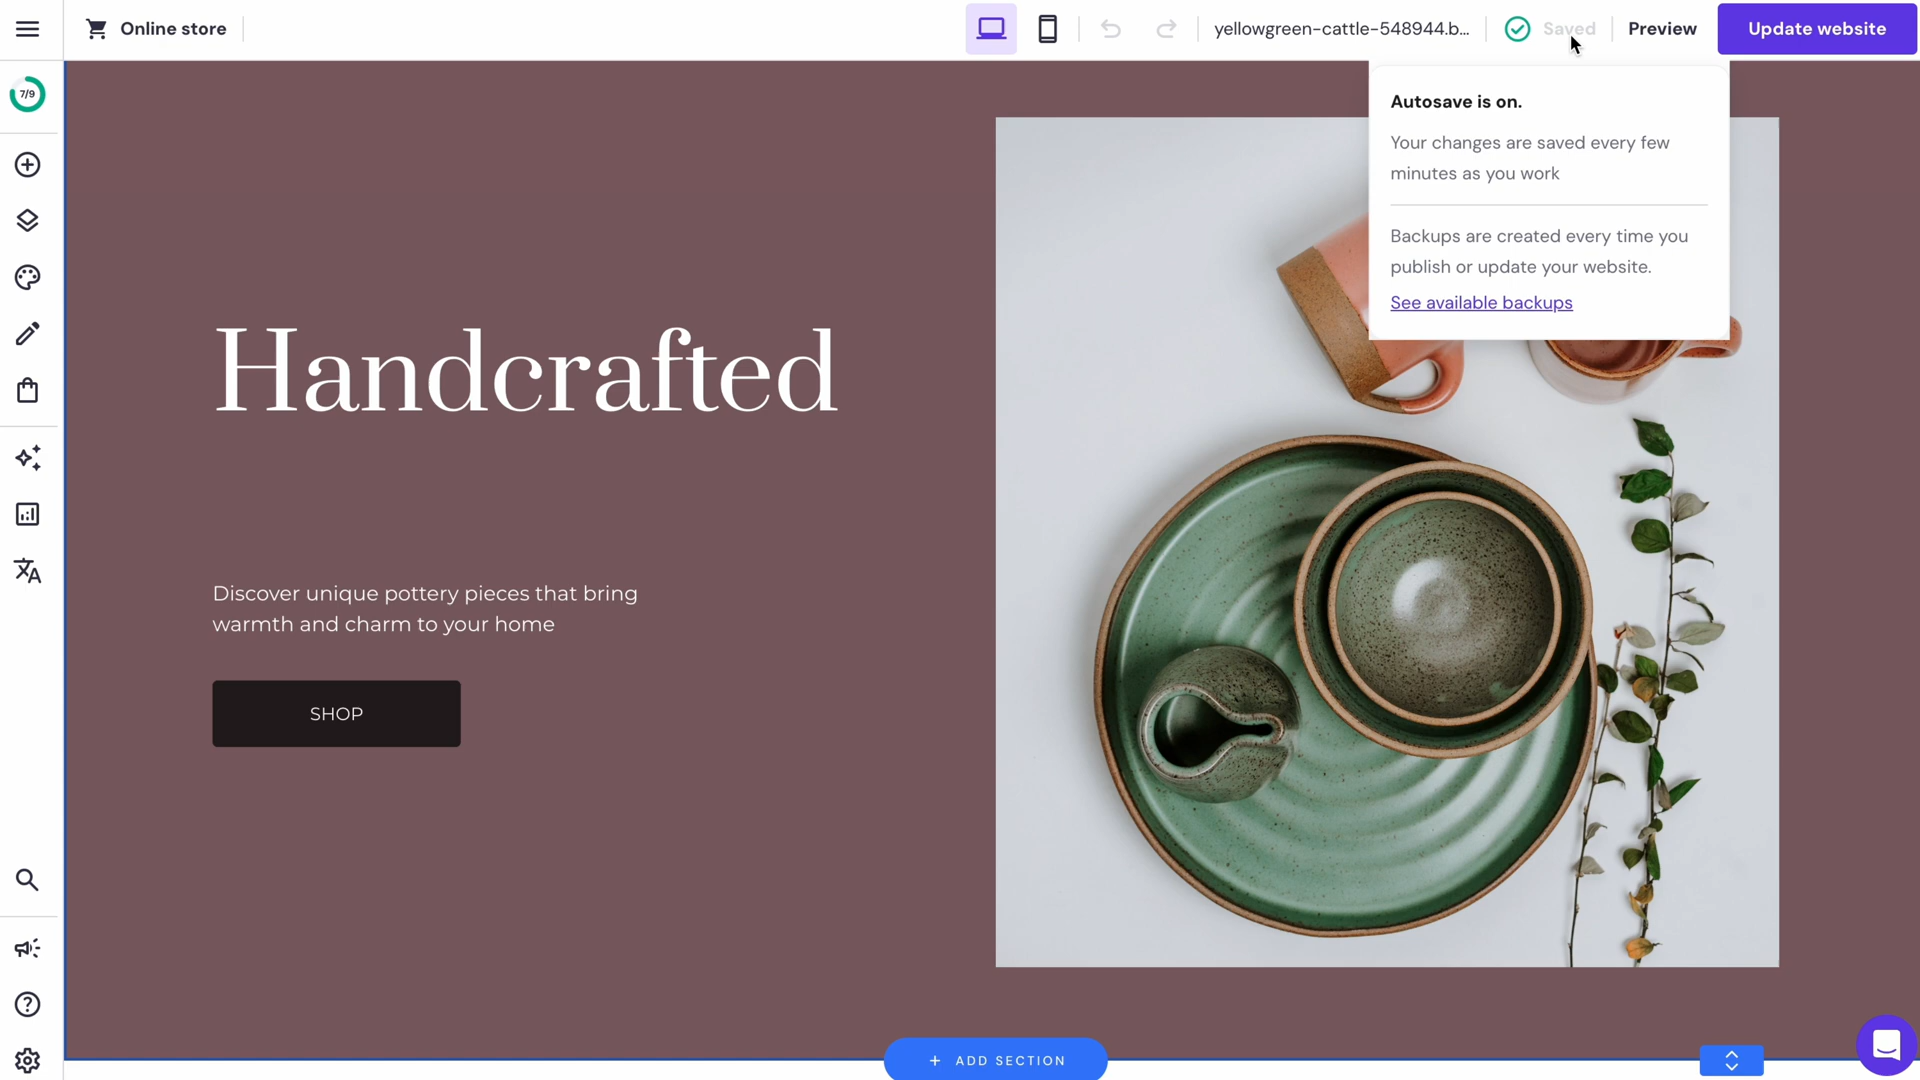 Online store
yellowgreen-cattle-548944.b...
Saved
Preview
Update website
7/9
Autosave is on.
Your changes are saved every few
minutes as you work
Backups are created every time you
publish or update your website.
See available backups
Handcrafted
Discover unique pottery pieces that bring
warmth and charm to your home
SHOP
+ ADD SECTION